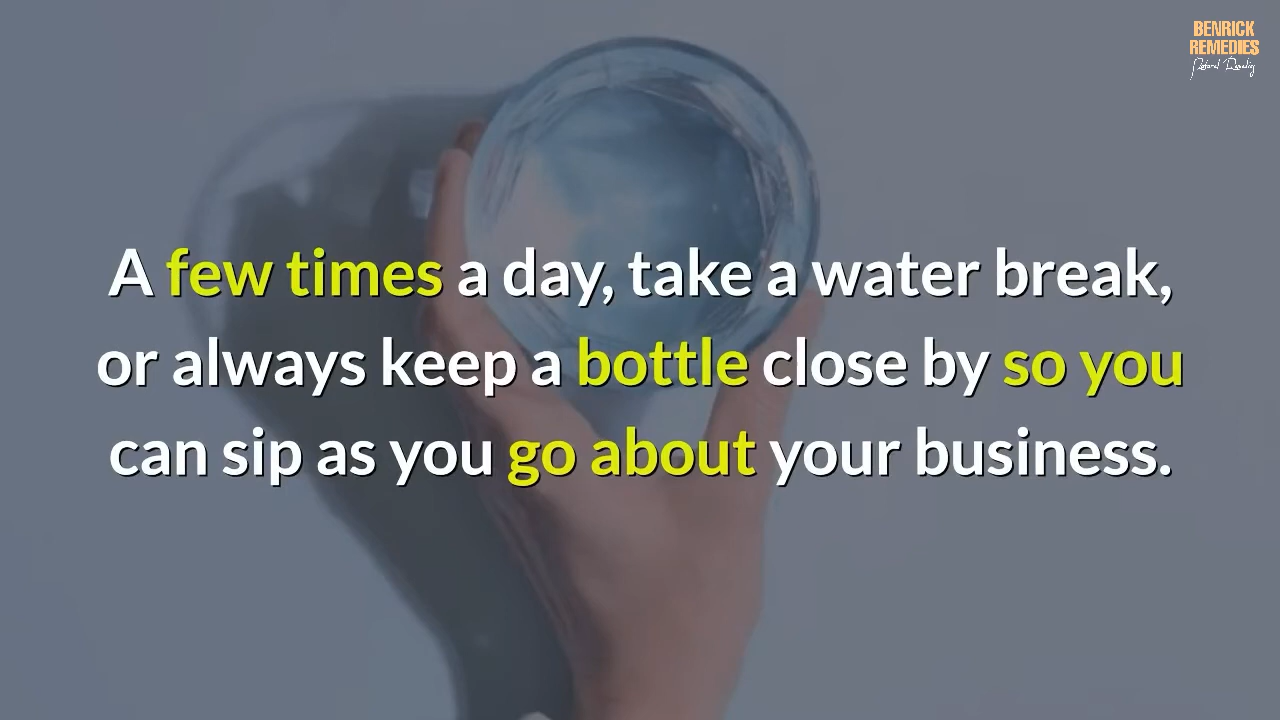 BENRICK
REMEDIES
A few times a day, take a water break,
or always keep a bottle close by so you
can sip as you go about your business.